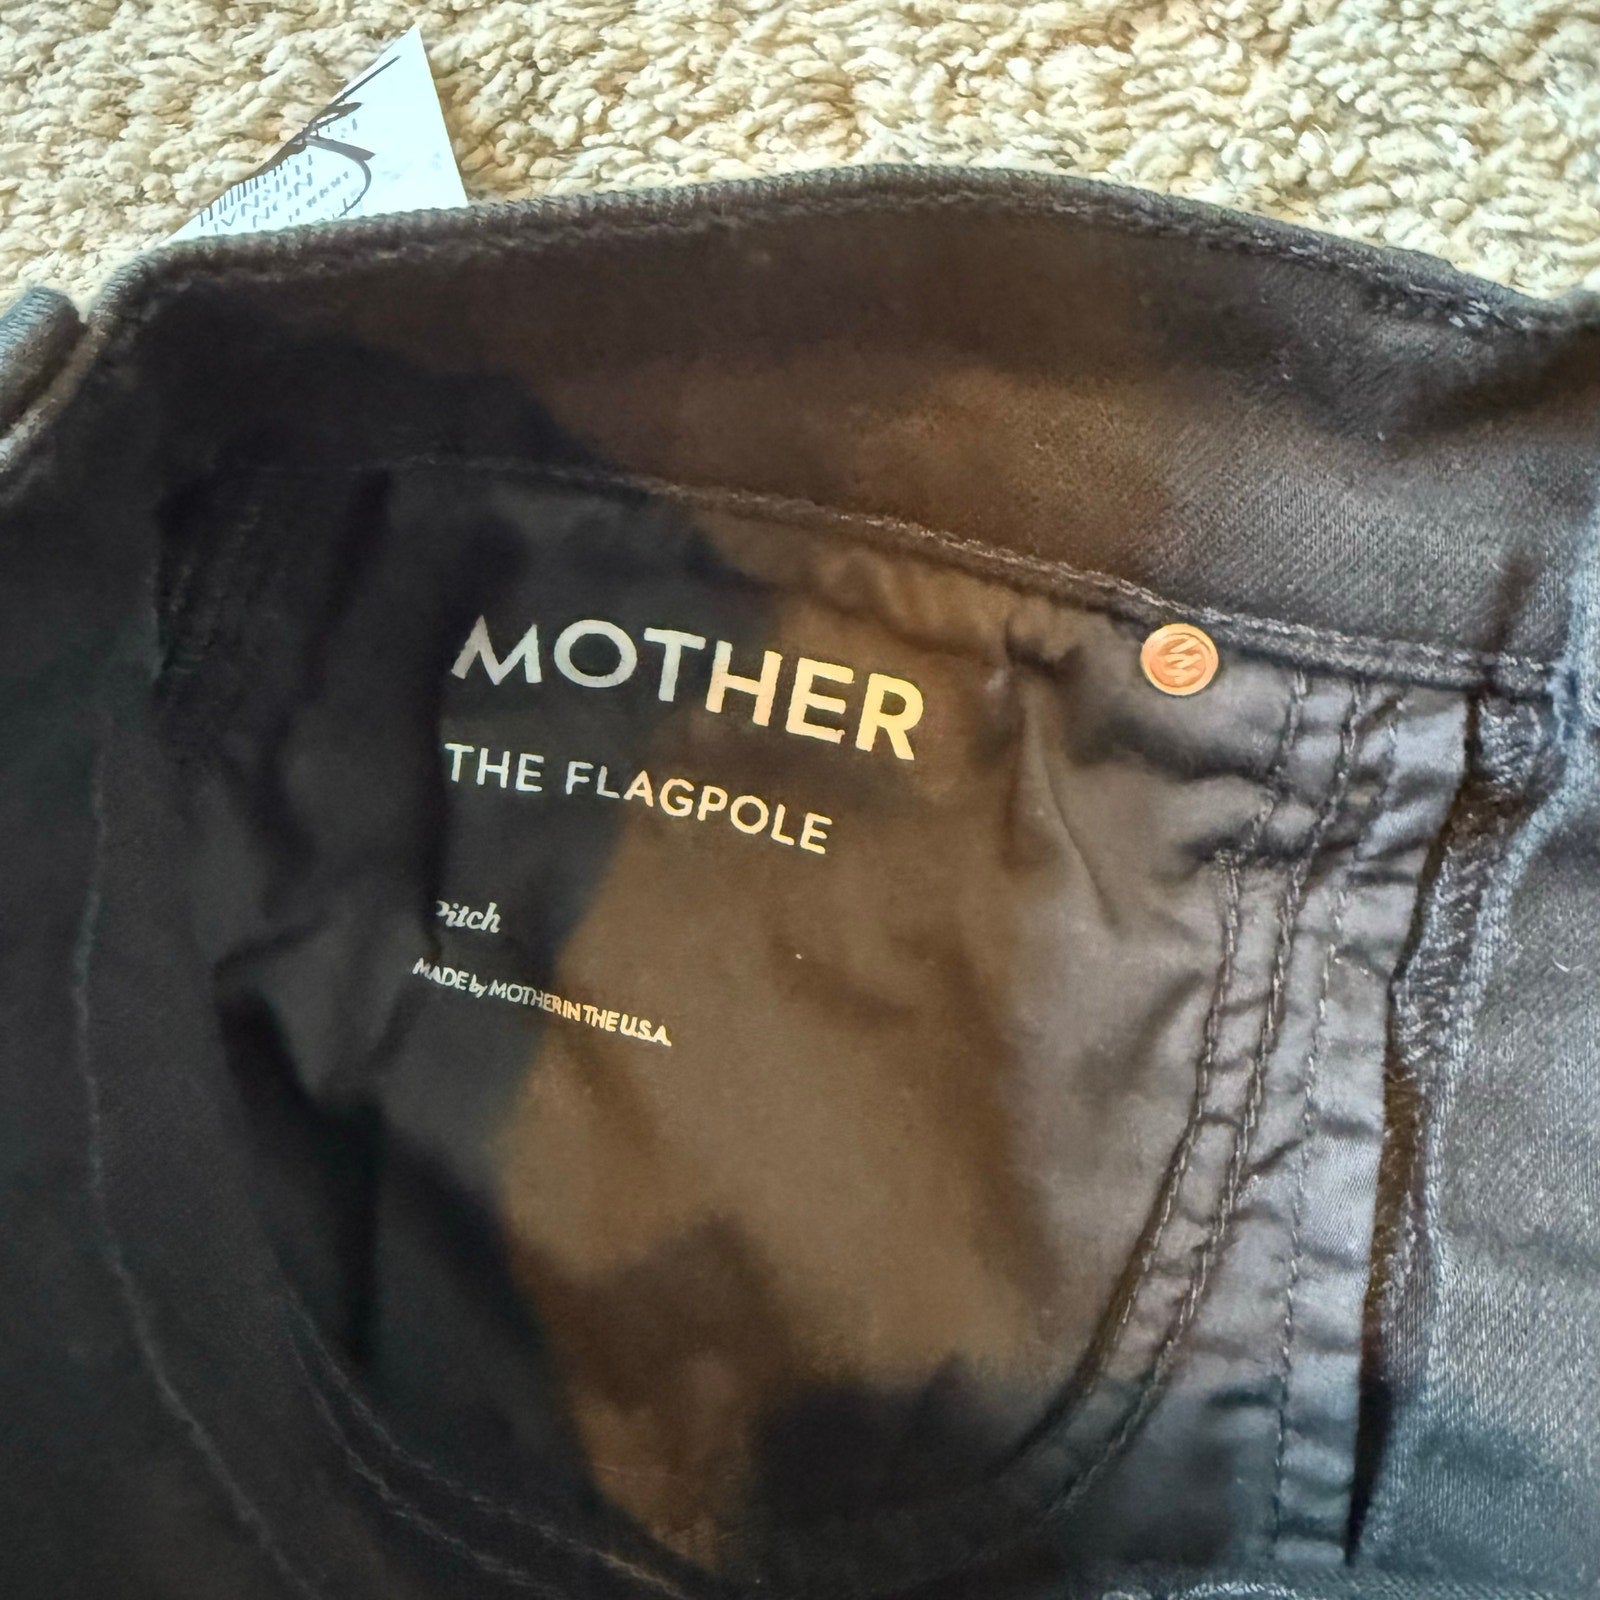 MOTHER
THE FLAGPOLE
Pitch
MADE by MOTHER IN THE U.S.A.